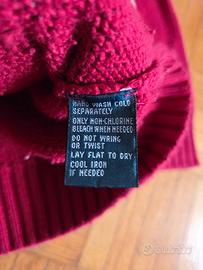 HAND WASH COLD
SEPARATELY
ONLY NON-CHLORINE
BLEACH WHEN NEEDED
DO NOT WRING
OR TWIST
LAY FLAT TO DRY
COOL IRON
IF NEEDED
subito